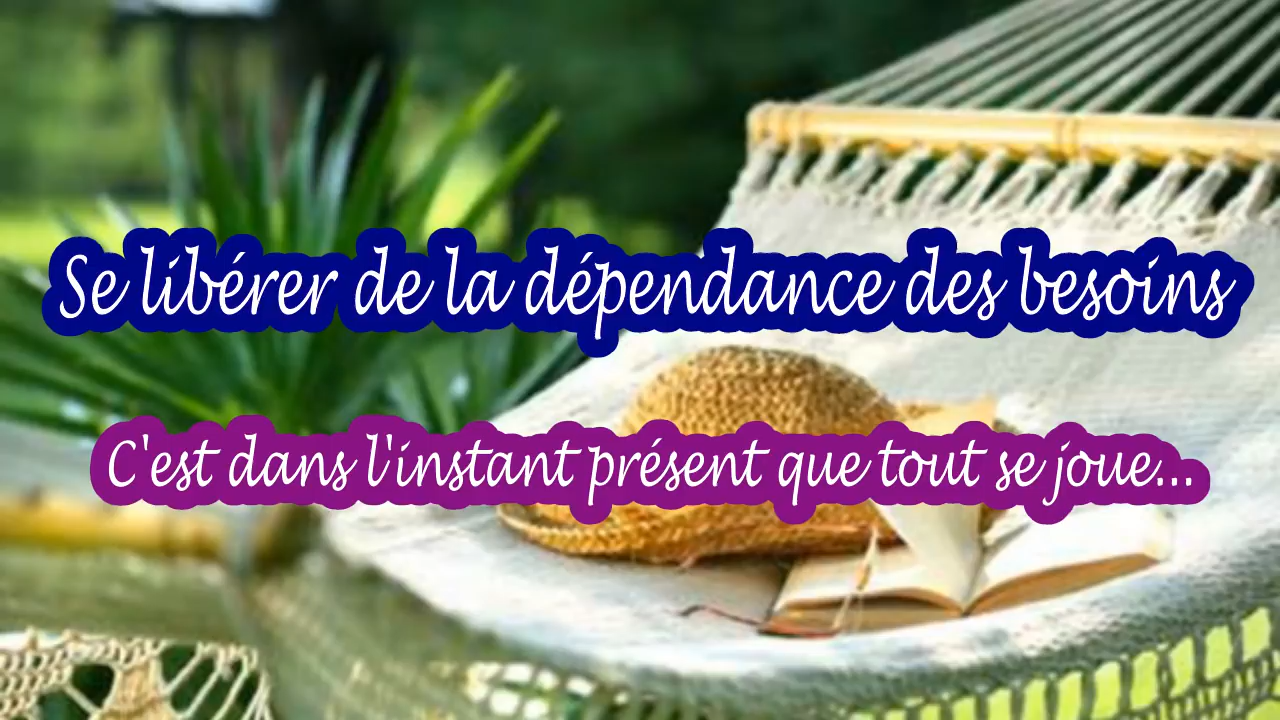 Se libérer de la dépendance des besoins
C'est dans l'instant présent que tout se joue...